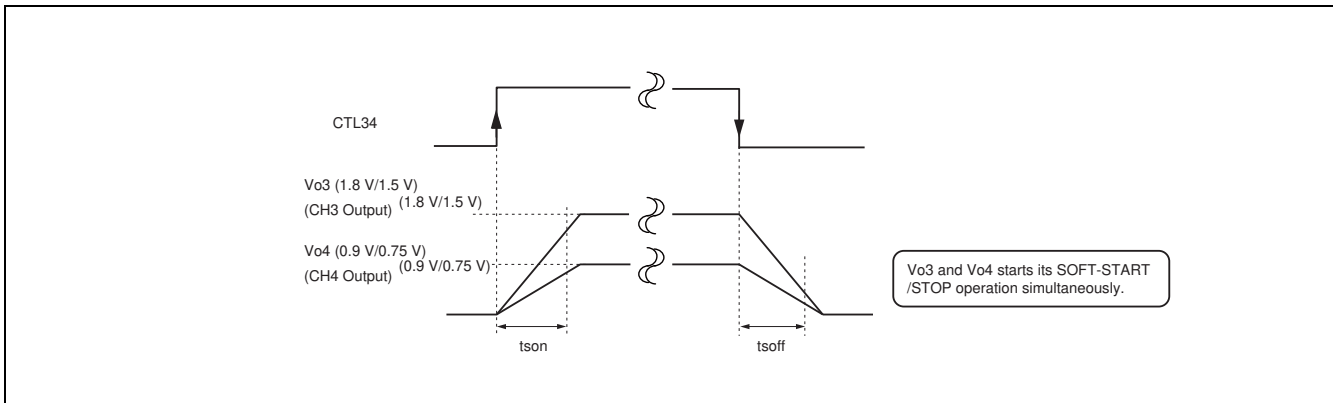 CTL34
Vo3 (1.8 V/1.5 V)
(CH3 Output) (1.8 V/1.5 V)
Vo4 (0.9 V/0.75 V)
(CH4 Output) (0.9 V/0.75 V)
Vo3 and Vo4 starts its SOFT-START
/STOP operation simultaneously.
tson
tsoff